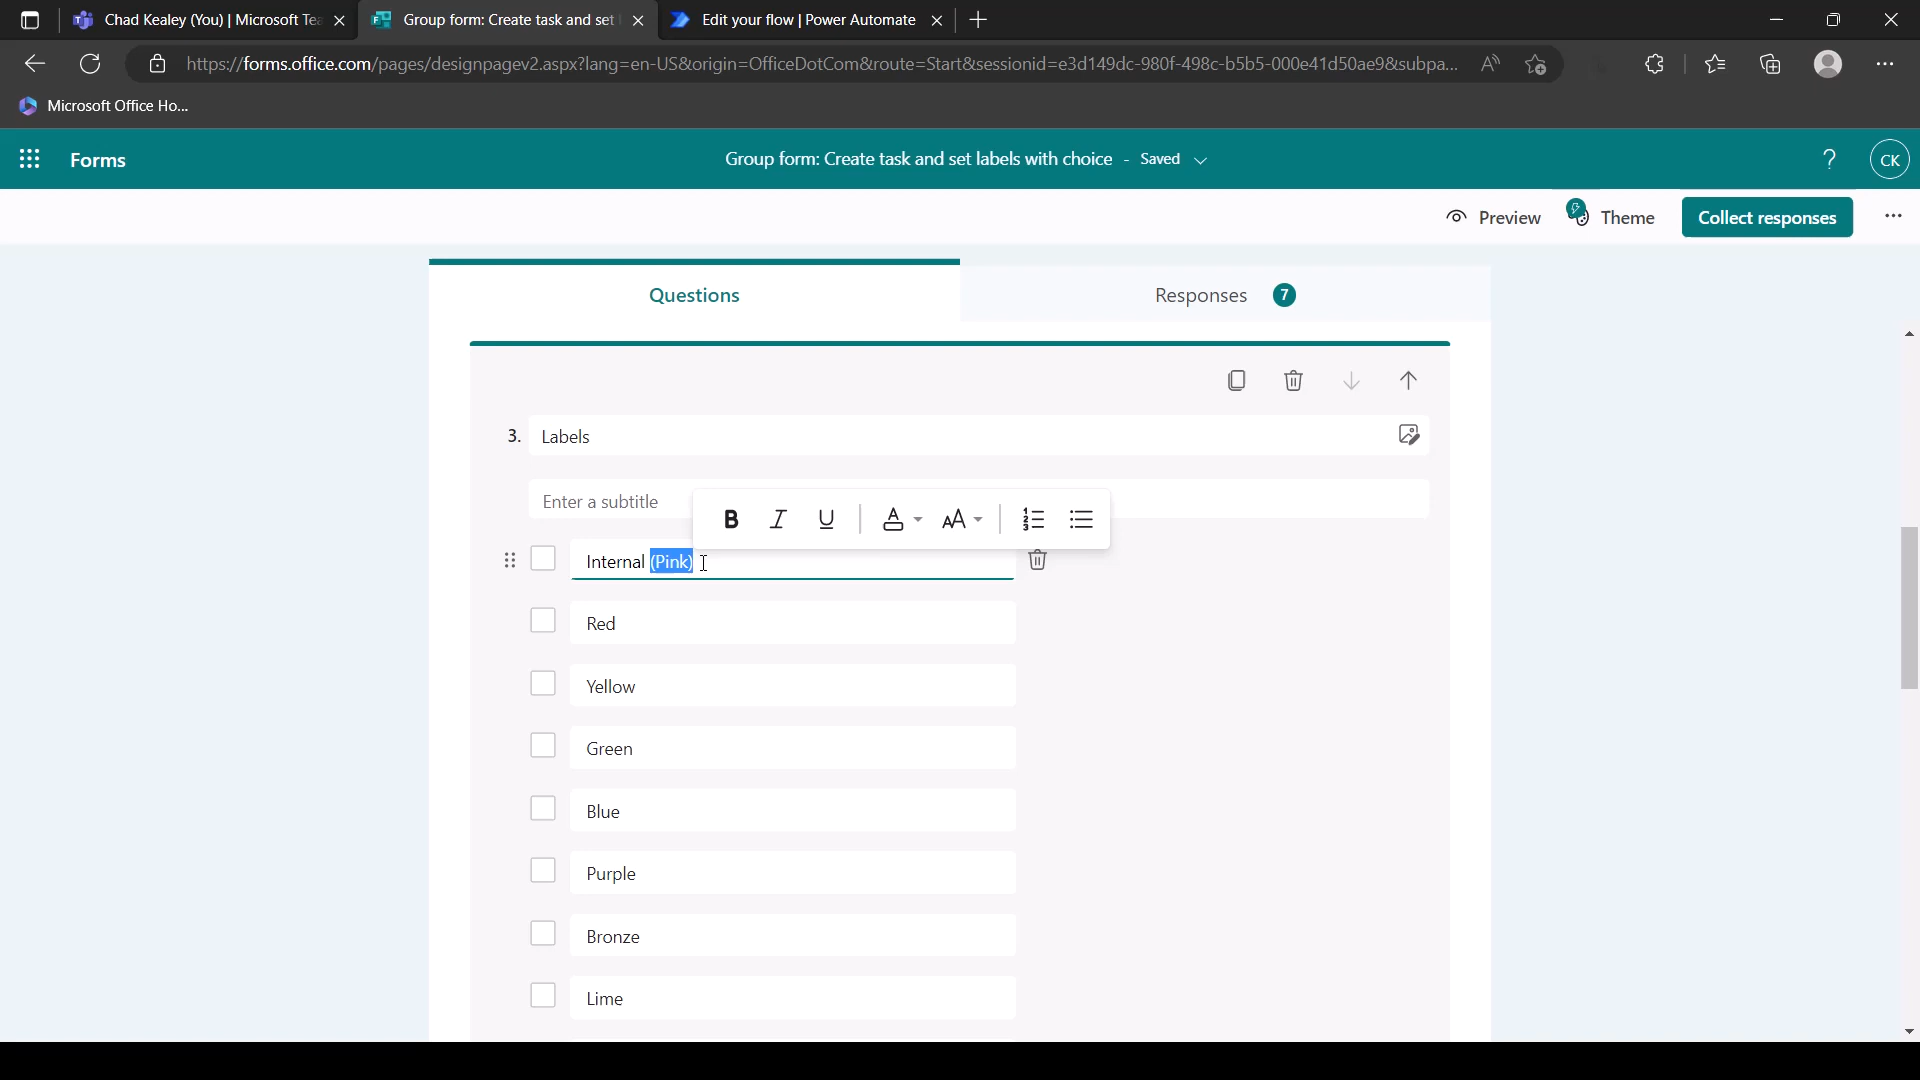 Chad Kealey (You) | Microsoft Tea
Group form: Create task and set l
Edit your flow | Power Automate
https://forms.office.com/pages/designpagev2.aspx?lang=en-US&origin=OfficeDotCom&route=Start&sessionid=e3d149dc-980f-498c-b5b5-000e41d50ae9&subpa...
Microsoft Office Ho...
Forms
Group form: Create task and set labels with choice - Saved
?
CK
Preview
Theme
Collect responses
Questions
Responses 7
3. Labels
Enter a subtitle
B I U A AA
Internal (Pink)
Red
Yellow
Green
Blue
Purple
Bronze
Lime